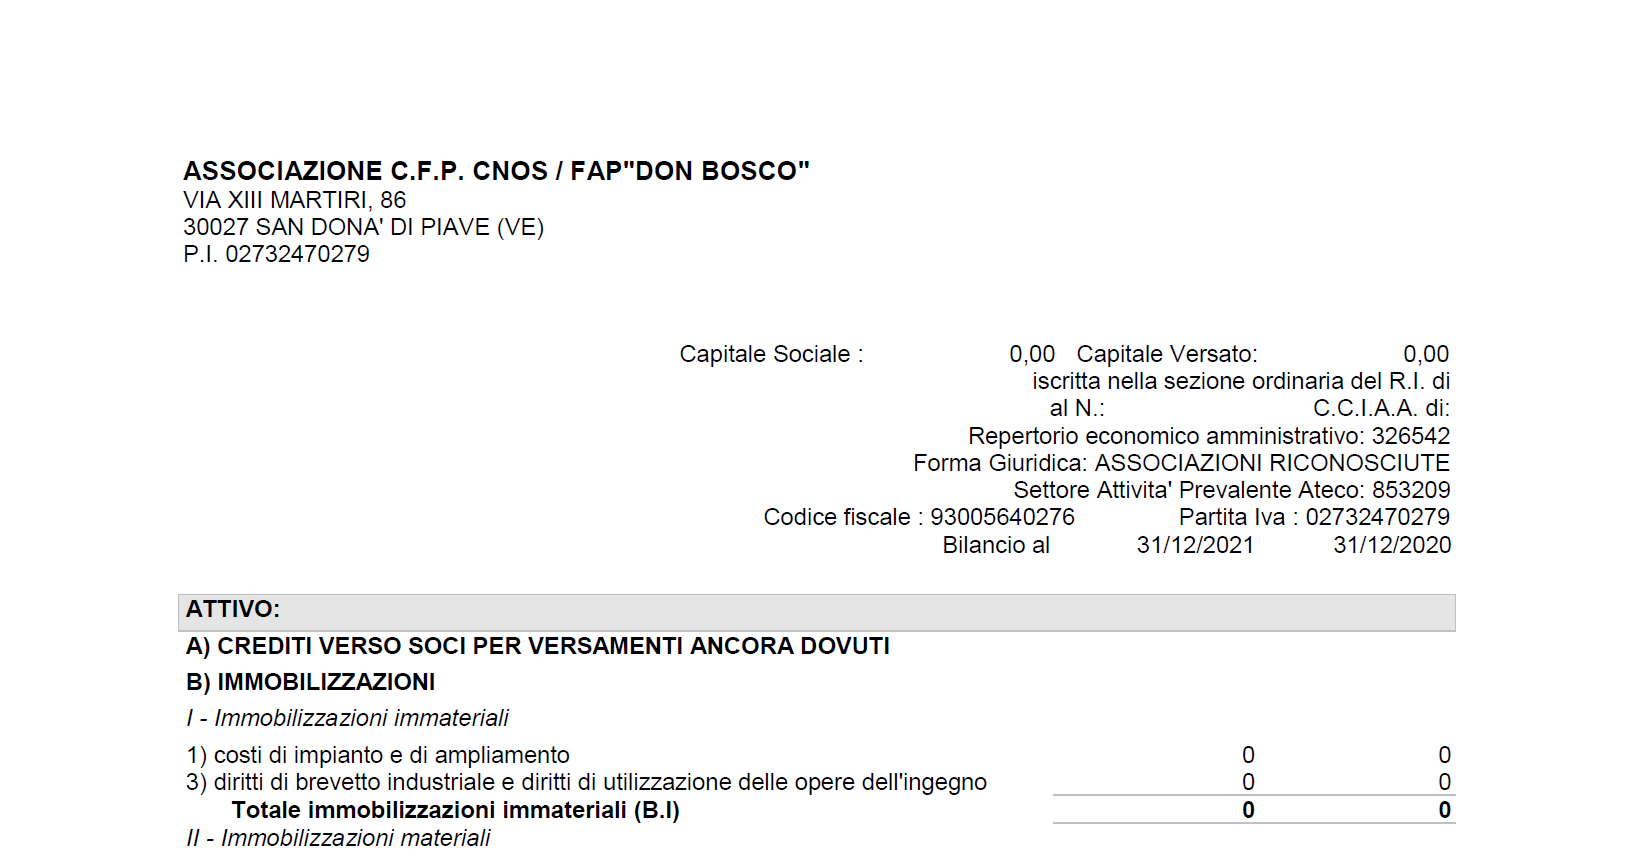 ASSOCIAZIONE C.F.P. CNOS / FAP"DON BOSCO"
VIA XIII MARTIRI, 86
30027 SAN DONA' DI PIAVE (VE)
P.I. 02732470279
Capitale Sociale : 0,00 Capitale Versato: 0,00
iscritta nella sezione ordinaria del R.I. di
al N.: C.C.I.A.A. di:
Repertorio economico amministrativo: 326542
Forma Giuridica: ASSOCIAZIONI RICONOSCIUTE
Settore Attivita' Prevalente Ateco: 853209
Codice fiscale : 93005640276 Partita Iva : 02732470279
Bilancio al 31/12/2021 31/12/2020
ATTIVO:
A) CREDITI VERSO SOCI PER VERSAMENTI ANCORA DOVUTI
B) IMMOBILIZZAZIONI
I - Immobilizzazioni immateriali
1) costi di impianto e di ampliamento 0 0
3) diritti di brevetto industriale e diritti di utilizzazione delle opere dell'ingegno 0 0
Totale immobilizzazioni immateriali (B.I) 0 0
II - Immobilizzazioni materiali